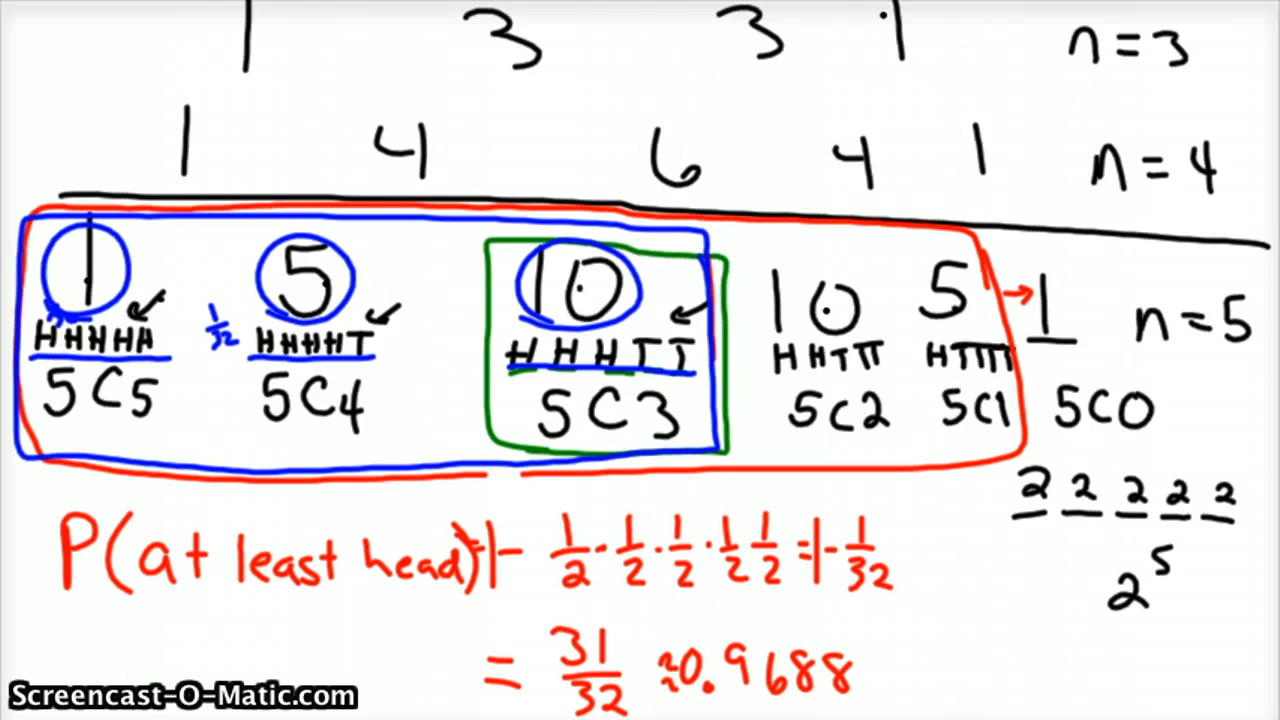 1 3 3 1 n=3
1 4 6 4 1 n=4
1 5 10 10 5 → 1 n=5
1/32
HHHHH HHHHT HHHTT HHTTT HTTTT
5C5 5C4 5C3 5C2 5C1 5C0
2 2 2 2 2
2^5
P(at least head)=1-1/2·1/2·1/2·1/2 1/2=1-1/32
= 31/32 ≈0.9688
Screencast-O-Matic.com